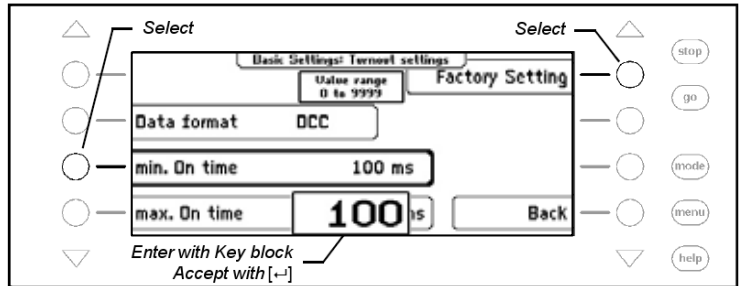 Select
Select
stop
Basic Settings: Turnout settings
Value range
0 to 9999
Factory Setting
go
Data format DCC
min. On time 100 ms
mode
max. On time 100 ms
Back
menu
Enter with Key block
Accept with [↵]
help